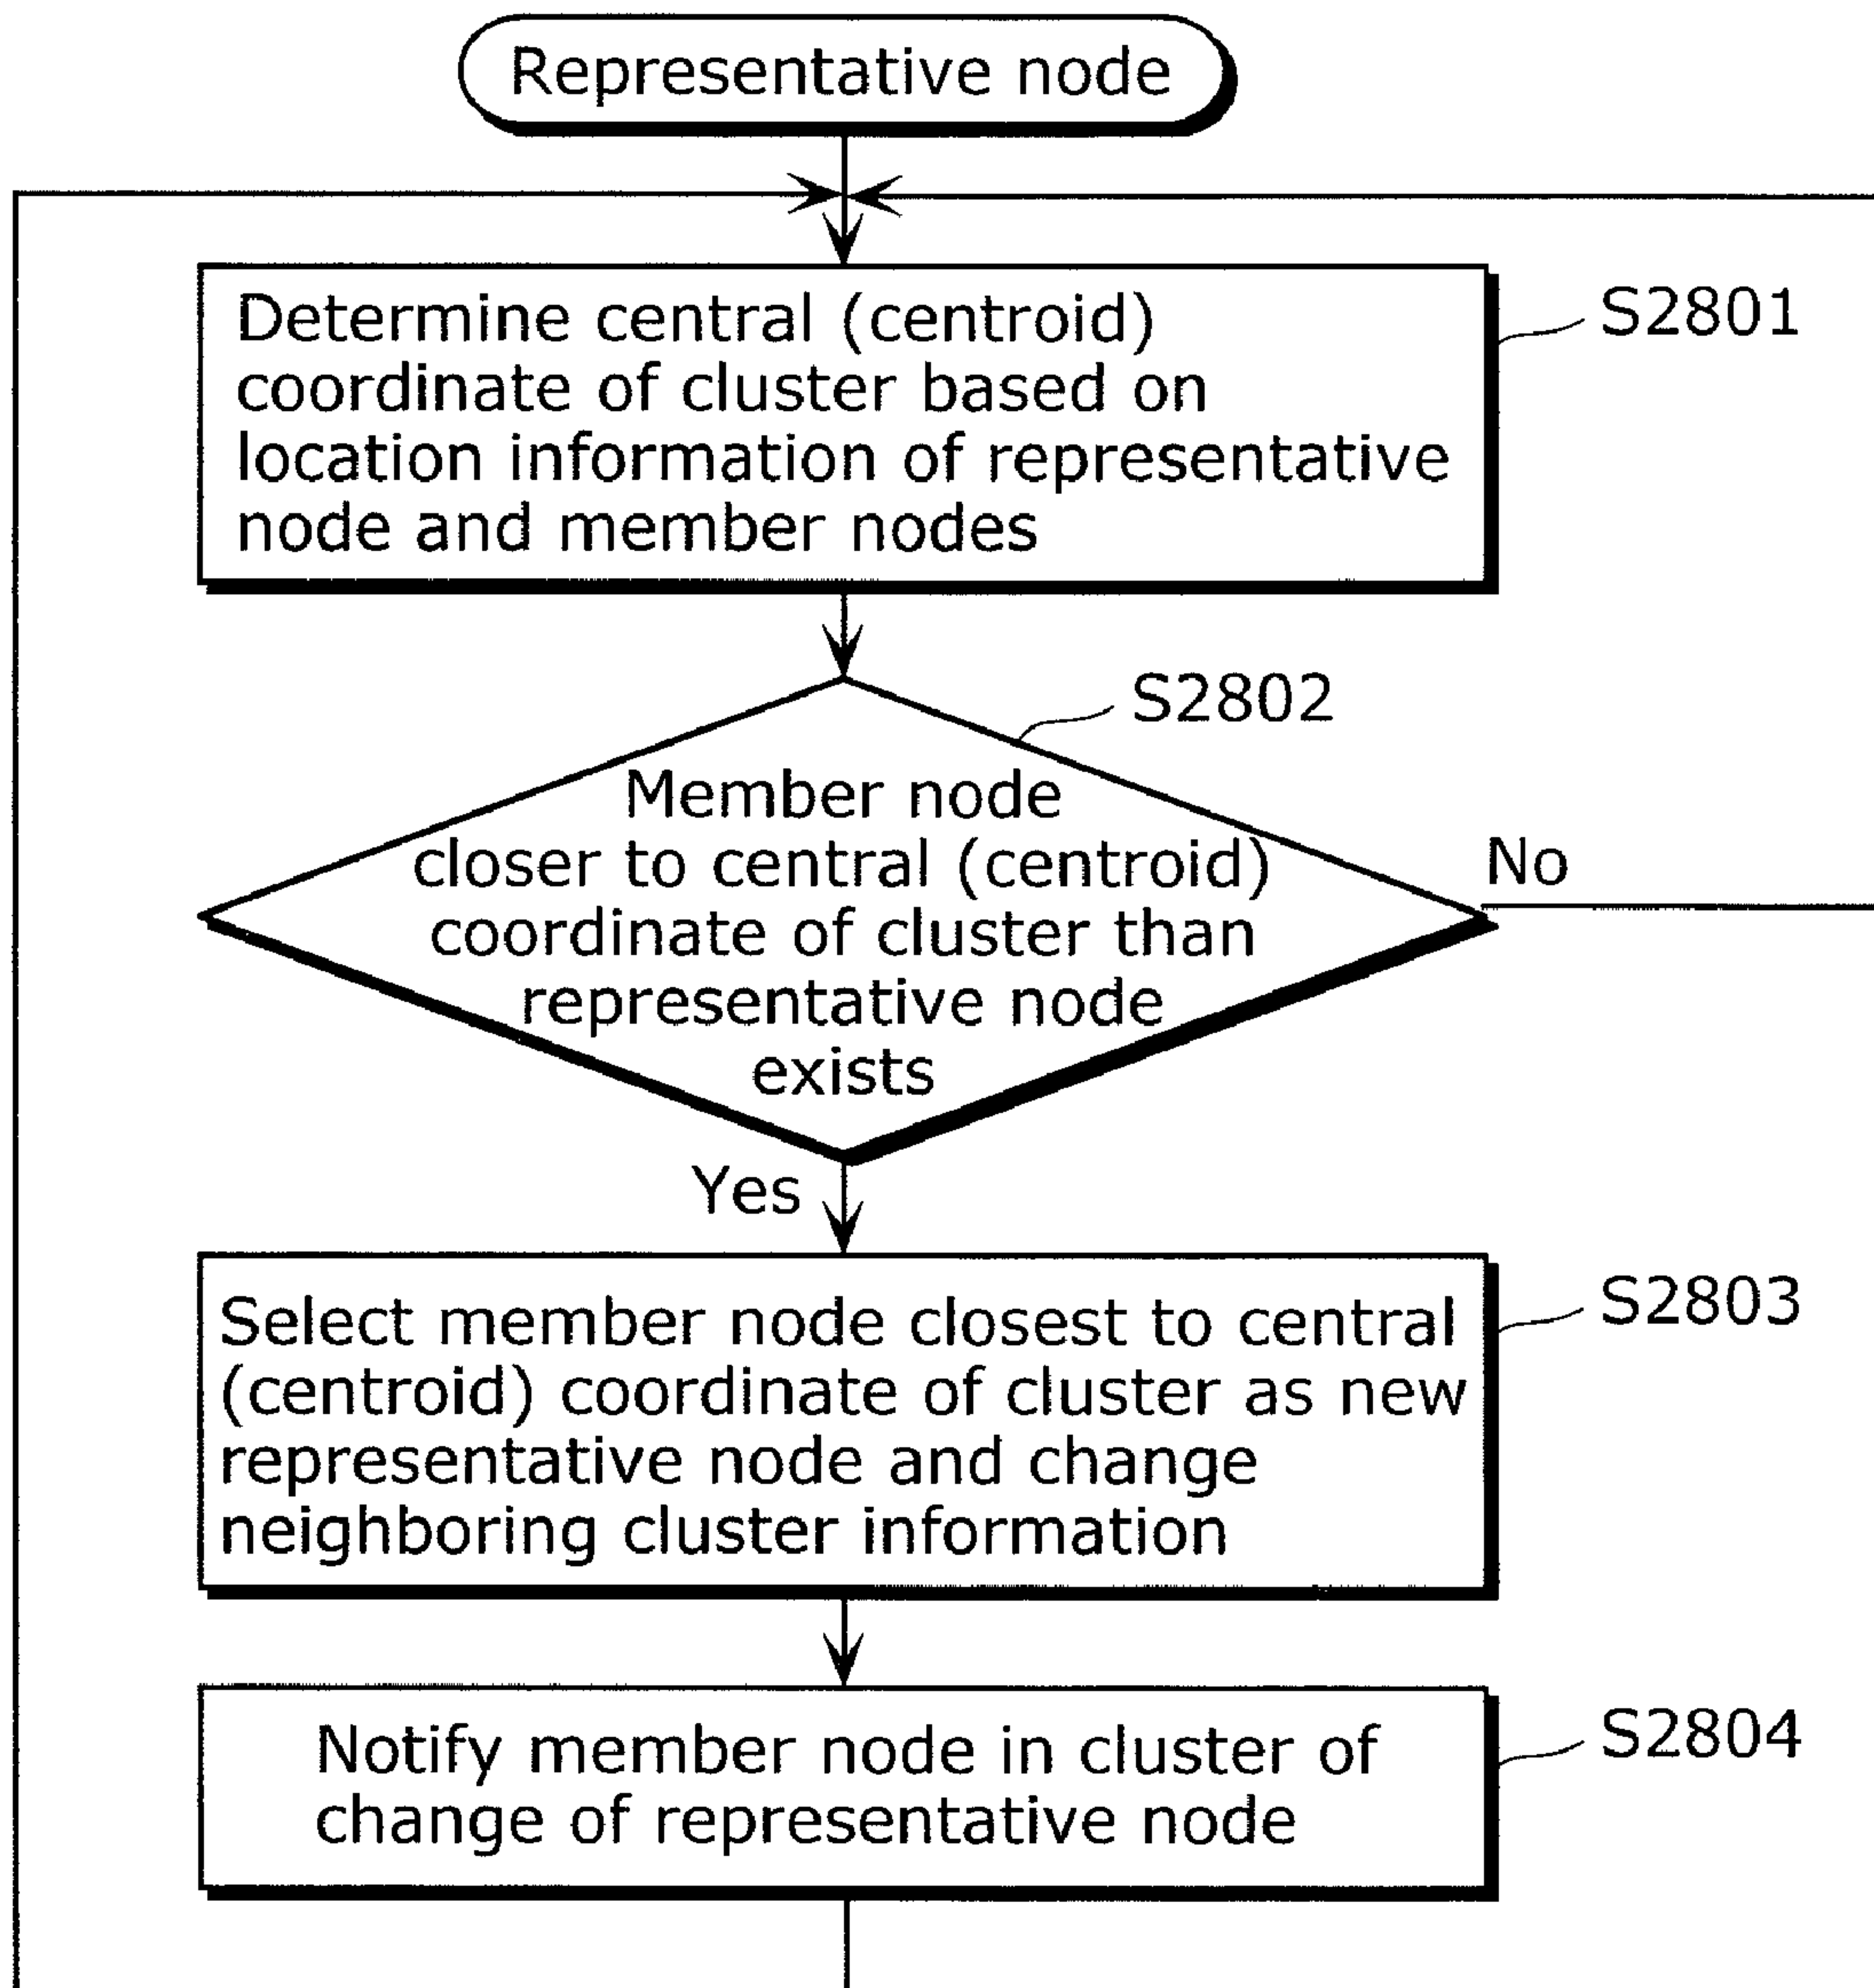 Representative node
Determine central (centroid)
coordinate of cluster based on
location information of representative
node and member nodes
S2801
S2802
Member node
closer to central (centroid)
coordinate of cluster than
representative node
exists
No
Yes
Select member node closest to central
(centroid) coordinate of cluster as new
representative node and change
neighboring cluster information
S2803
Notify member node in cluster of
change of representative node
S2804